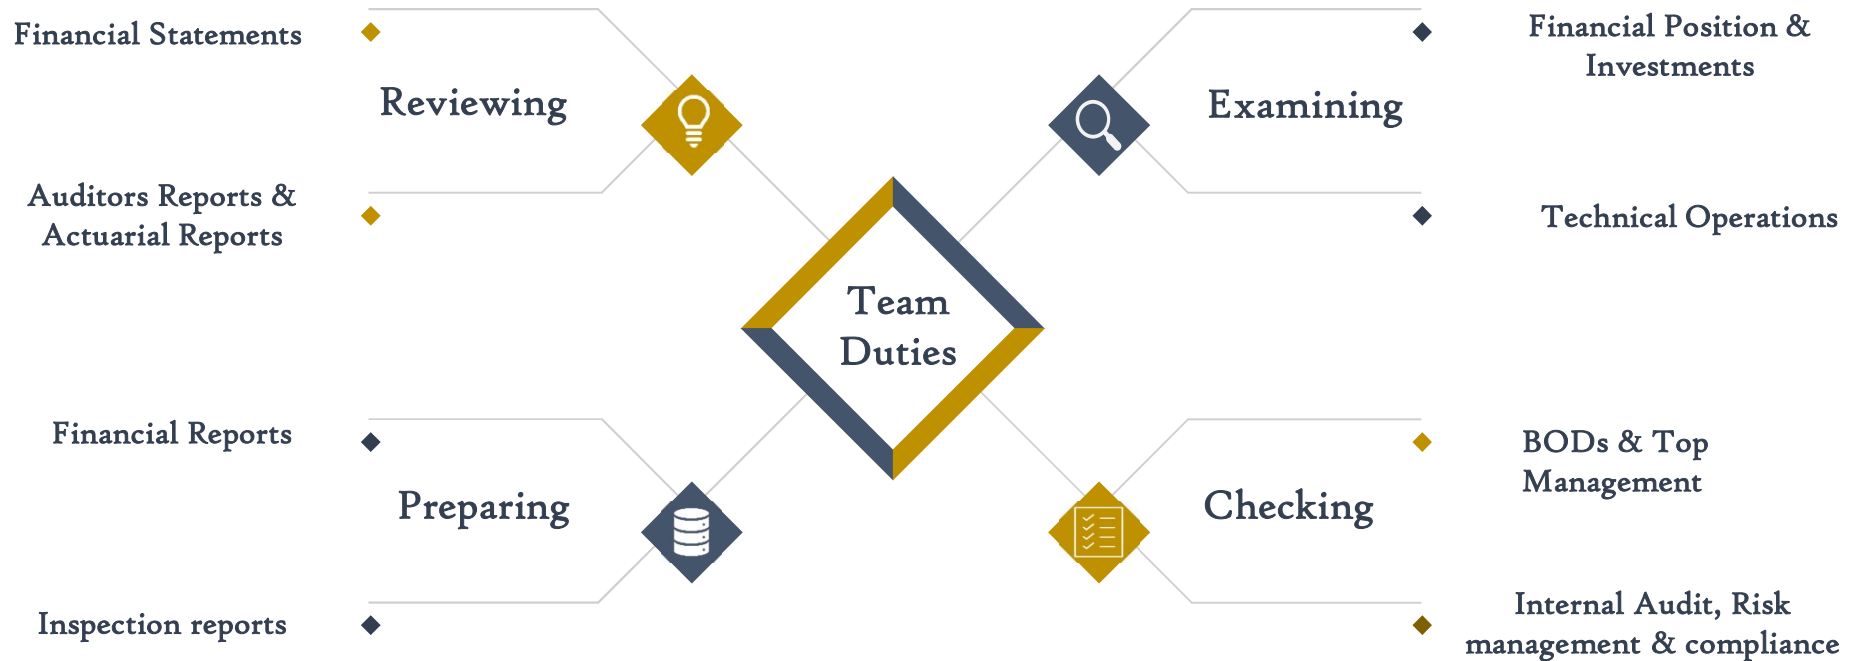 Financial Statements
Reviewing
Auditors Reports &
Actuarial Reports
Financial Position &
Investments
Examining
Technical Operations
Team
Duties
Financial Reports
Preparing
Inspection reports
BODs & Top
Management
Checking
Internal Audit, Risk
management & compliance